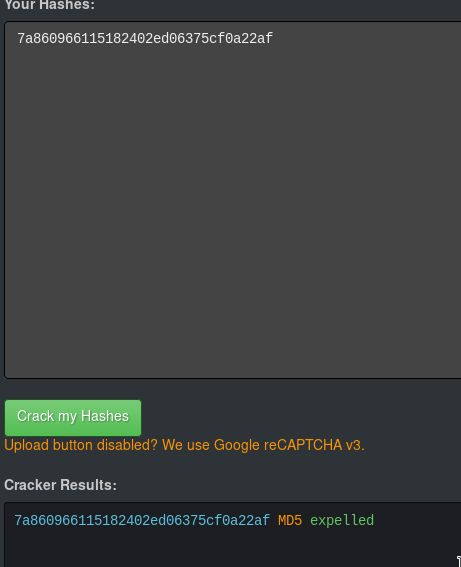 Your Hashes:
7a860966115182402ed06375cf0a22af
Crack my Hashes
Upload button disabled? We use Google reCAPTCHA v3.
Cracker Results:
7a860966115182402ed06375cf0a22af MD5 expelled